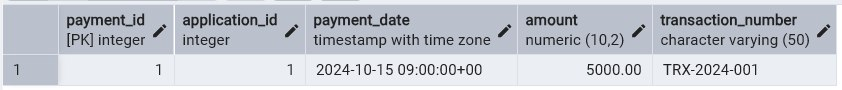 payment_id application_id payment_date amount transaction_number
[PK] integer integer timestamp with time zone numeric (10,2) character varying (50)
1 1 1 2024-10-15 09:00:00+00 5000.00 TRX-2024-001